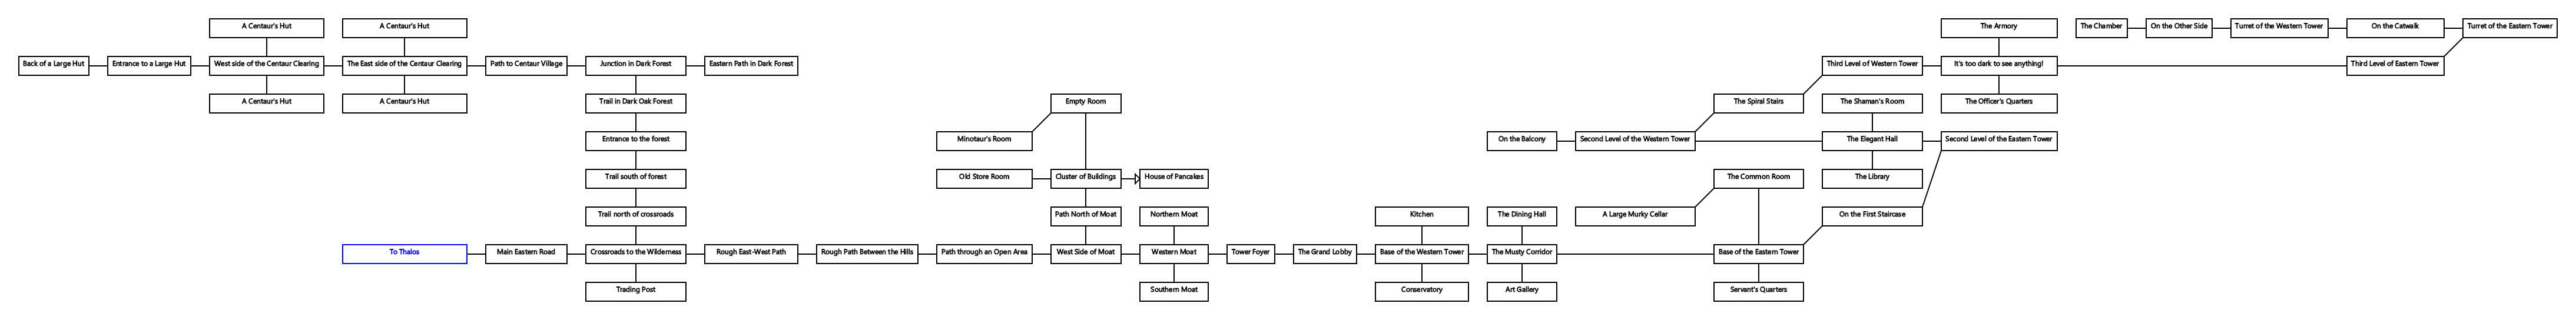 A Centaur's Hut
A Centaur's Hut
The Armory
The Chamber
On the Other Side
Turret of the Western Tower
On the Catwalk
Turret of the Eastern Tower
Back of a Large Hut
Entrance to a Large Hut
West side of the Centaur Clearing
The East side of the Centaur Clearing
Path to Centaur Village
Junction in Dark Forest
Eastern Path in Dark Forest
Third Level of Western Tower
It's too dark to see anything!
Third Level of Eastern Tower
A Centaur's Hut
A Centaur's Hut
Trail in Dark Oak Forest
Empty Room
The Spiral Stairs
The Shaman's Room
The Officer's Quarters
Entrance to the forest
Minotaur's Room
On the Balcony
Second Level of the Western Tower
The Elegant Hall
Second Level of the Eastern Tower
Trail south of forest
Old Store Room
Cluster of Buildings
House of Pancakes
The Common Room
The Library
Trail north of crossroads
Path North of Moat
Northern Moat
Kitchen
The Dining Hall
A Large Murky Cellar
On the First Staircase
To Thalos
Main Eastern Road
Crossroads to the Wilderness
Rough East-West Path
Rough Path Between the Hills
Path through an Open Area
West Side of Moat
Western Moat
Tower Foyer
The Grand Lobby
Base of the Western Tower
The Musty Corridor
Base of the Eastern Tower
Trading Post
Southern Moat
Conservatory
Art Gallery
Servant's Quarters